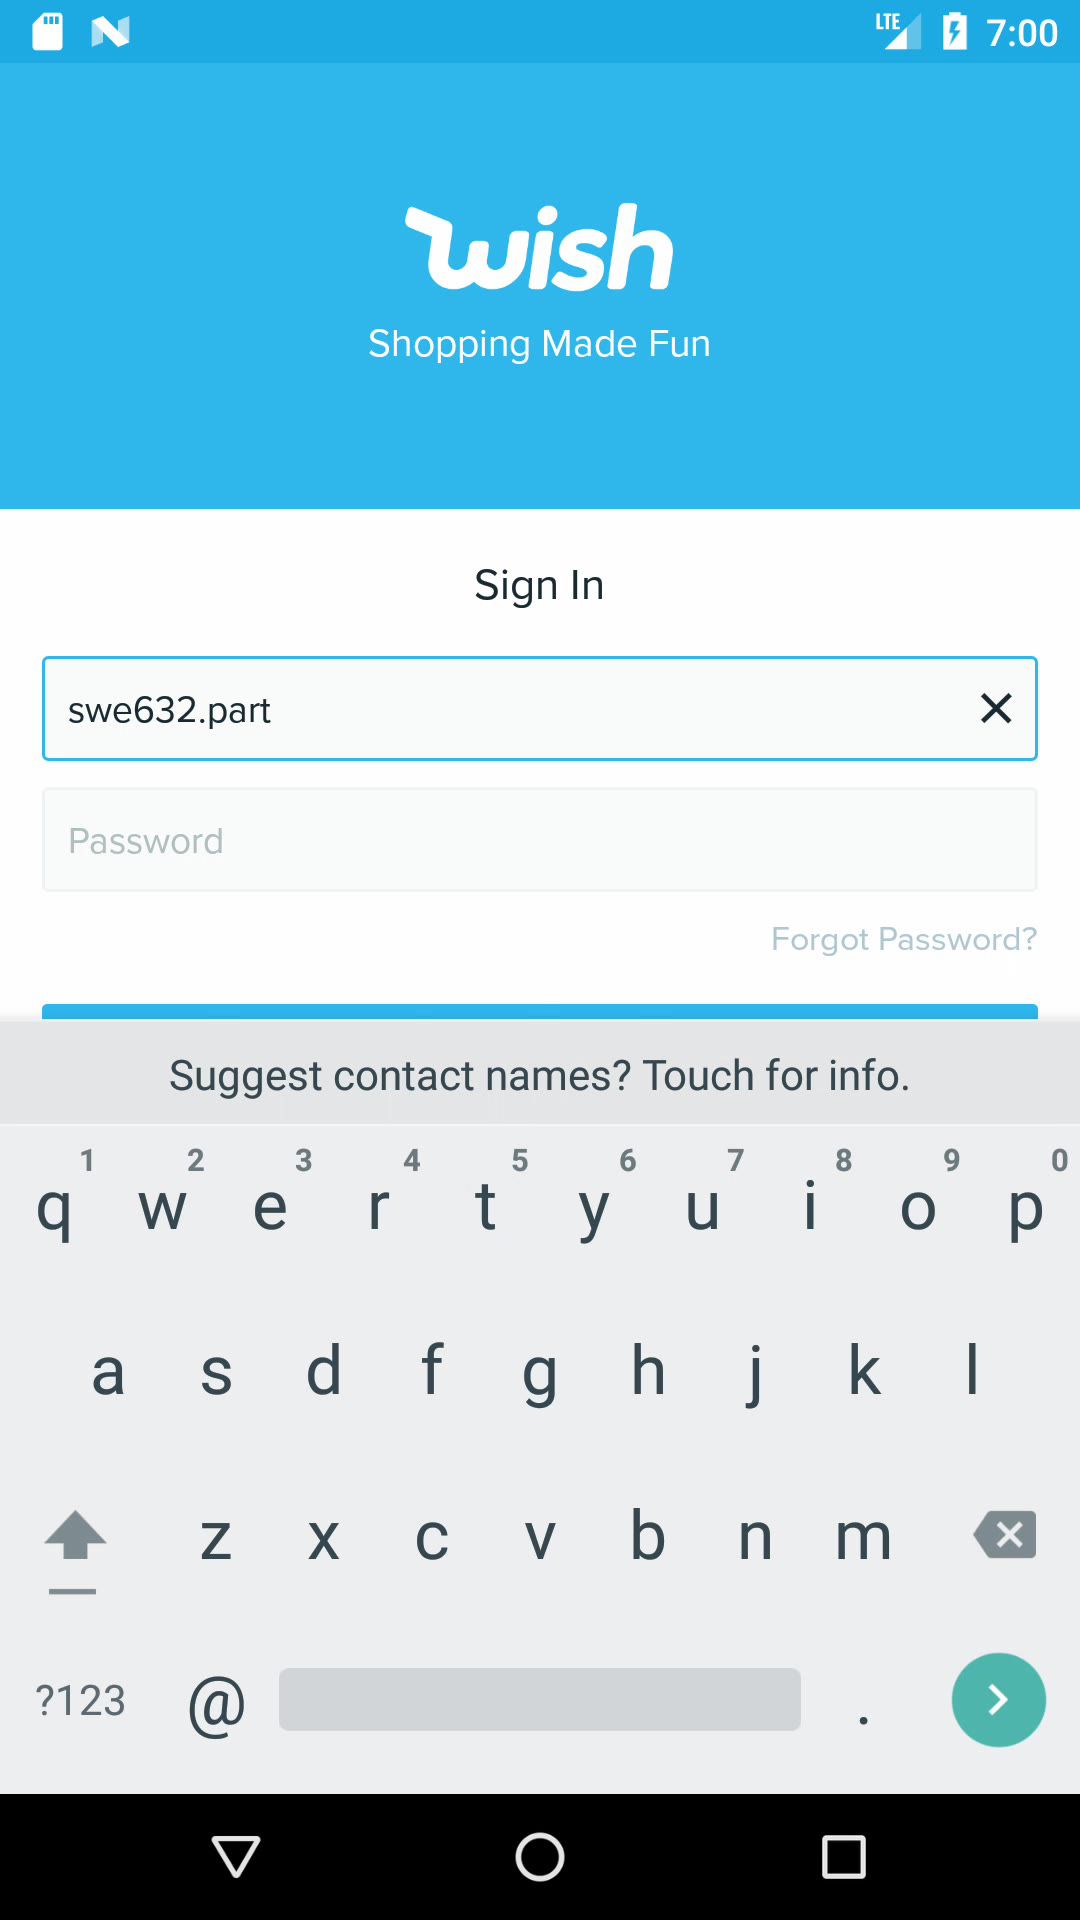 LTE 7:00
wish
Shopping Made Fun
Sign In
swe632.part
Password
Forgot Password?
Suggest contact names? Touch for info.
1 2 3 4 5 6 7 8 9 0
q w e r t y u i o p
a s d f g h j k l
z x c v b n m
?123 @ .